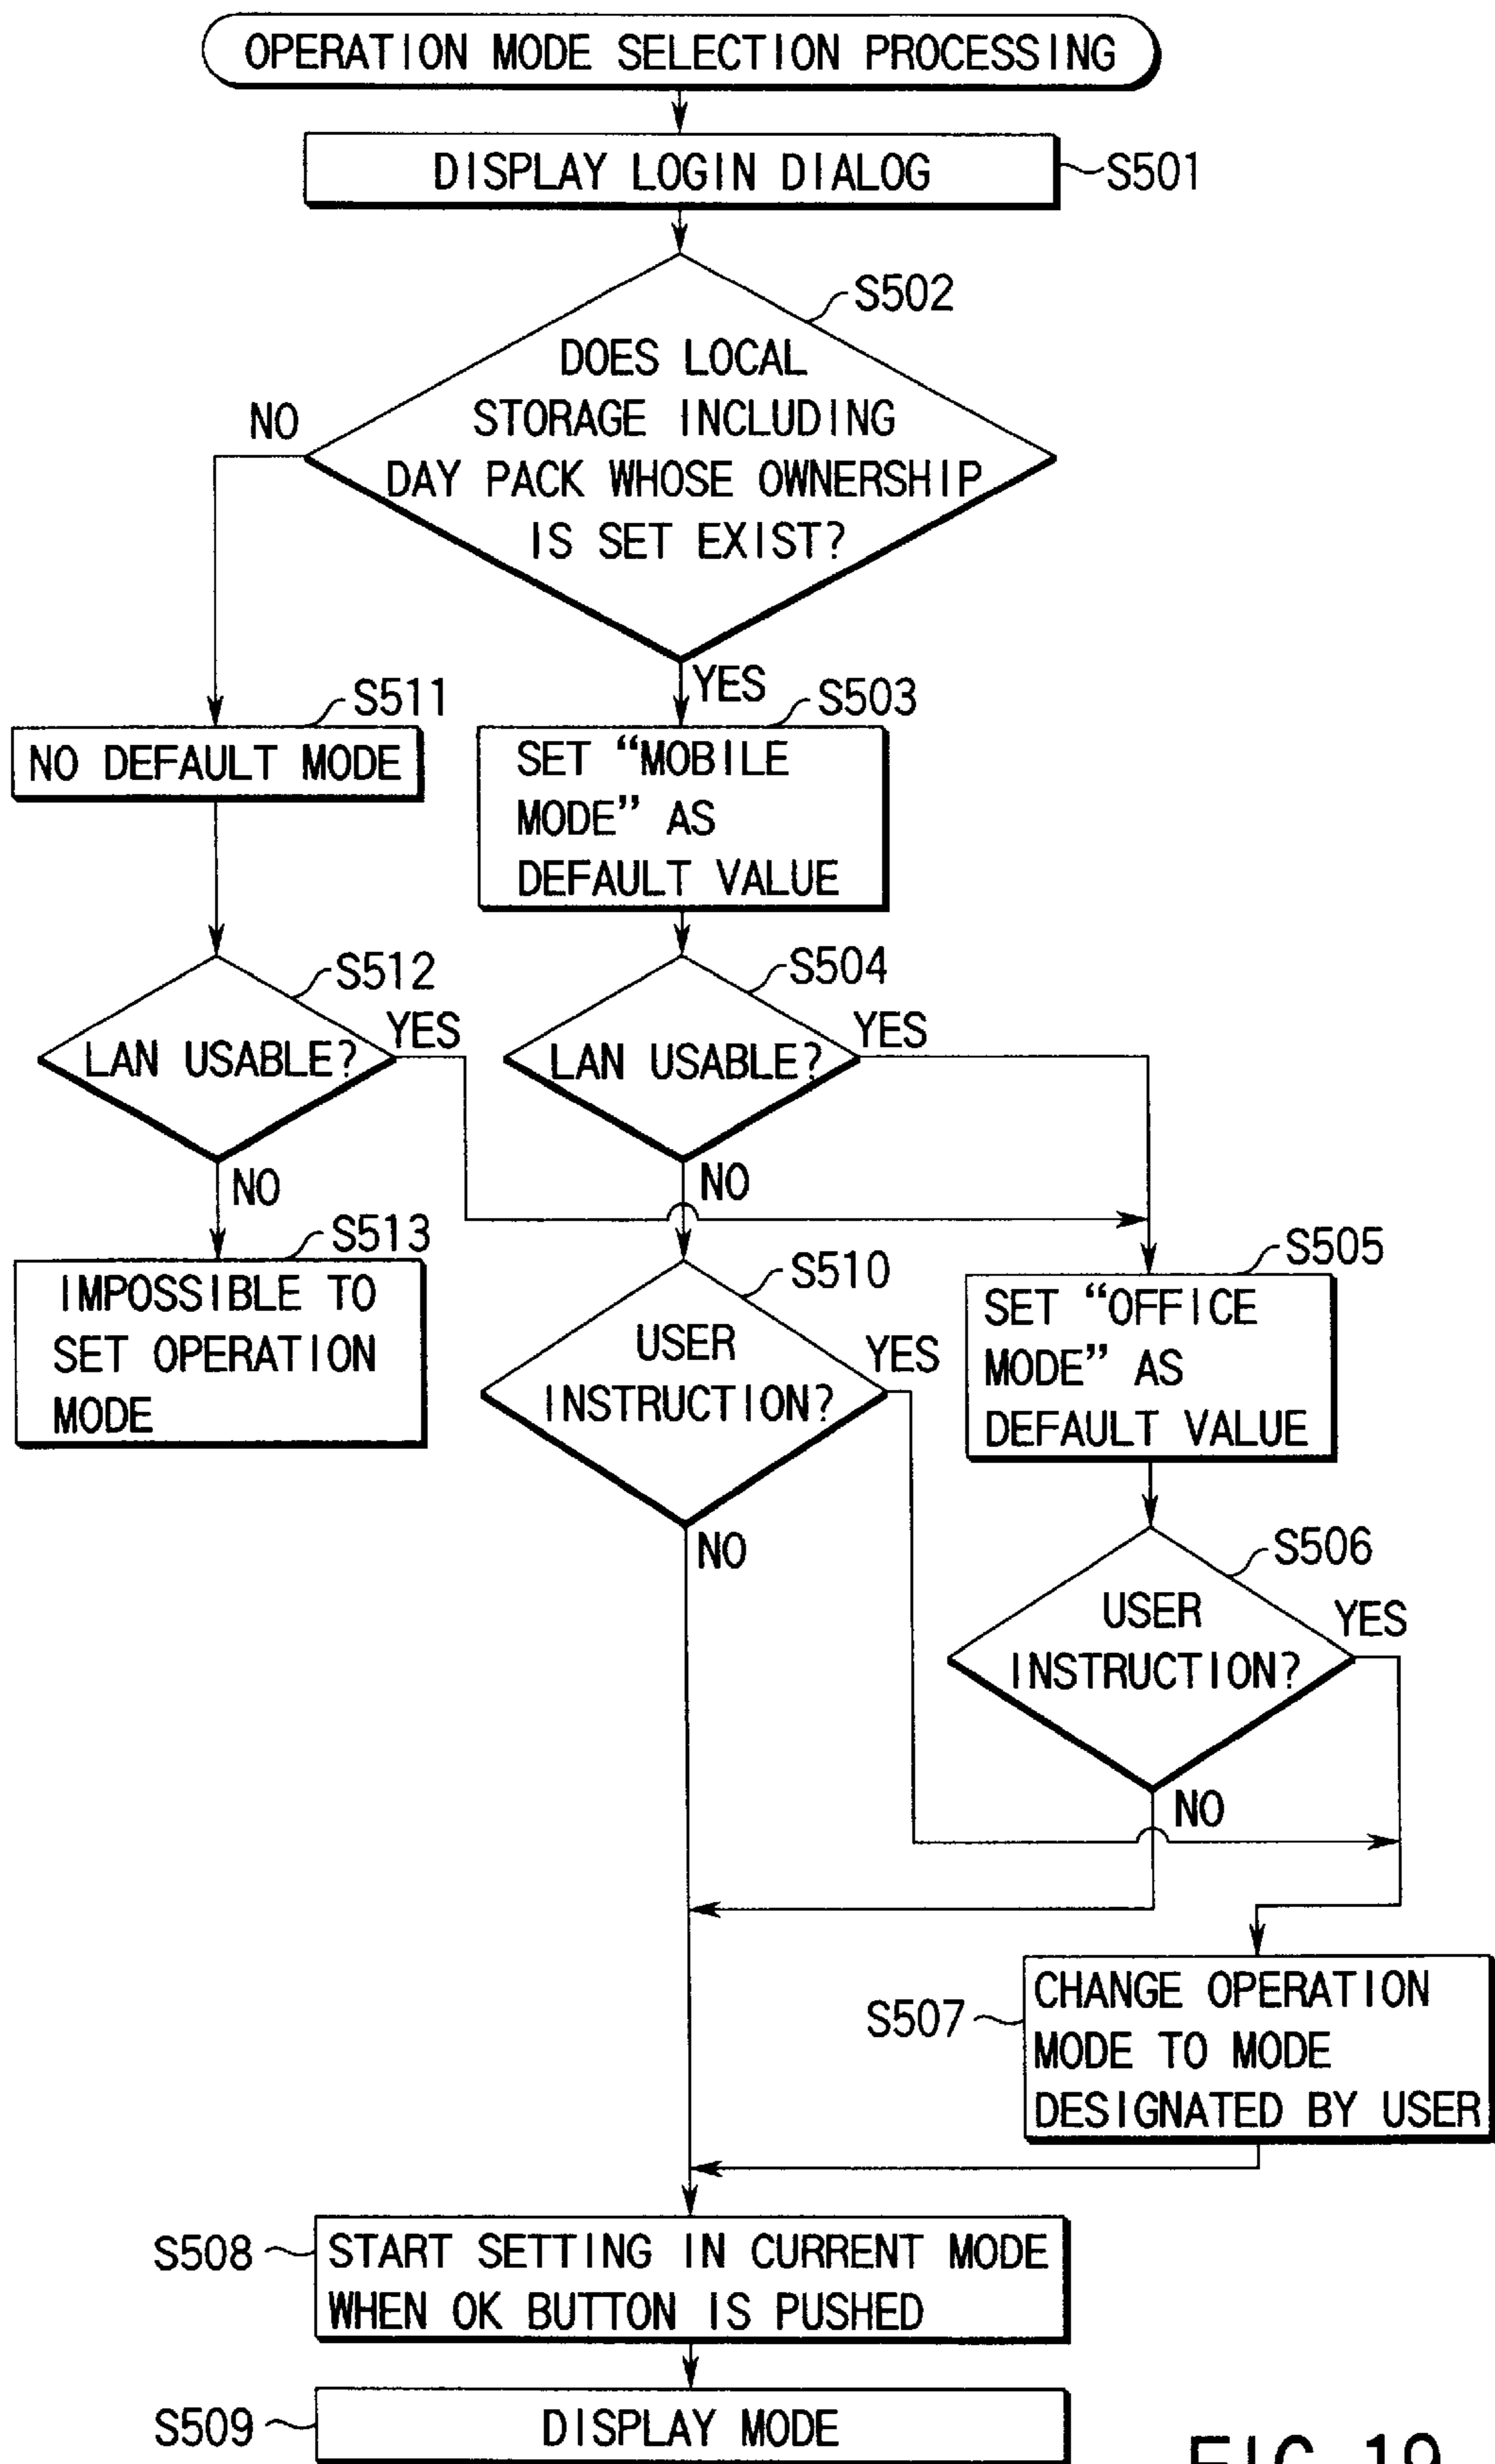 OPERATION MODE SELECTION PROCESSING
DISPLAY LOGIN DIALOG
S501
S502
DOES LOCAL
STORAGE INCLUDING
DAY PACK WHOSE OWNERSHIP
IS SET EXIST?
NO
YES
S511
NO DEFAULT MODE
S503
SET “MOBILE
MODE” AS
DEFAULT VALUE
S512
LAN USABLE?
YES
NO
S504
LAN USABLE?
YES
NO
S513
IMPOSSIBLE TO
SET OPERATION
MODE
S510
USER
INSTRUCTION?
YES
NO
S505
SET “OFFICE
MODE” AS
DEFAULT VALUE
S506
USER
INSTRUCTION?
YES
NO
S507
CHANGE OPERATION
MODE TO MODE
DESIGNATED BY USER
S508
START SETTING IN CURRENT MODE
WHEN OK BUTTON IS PUSHED
S509
DISPLAY MODE
FIG. 19